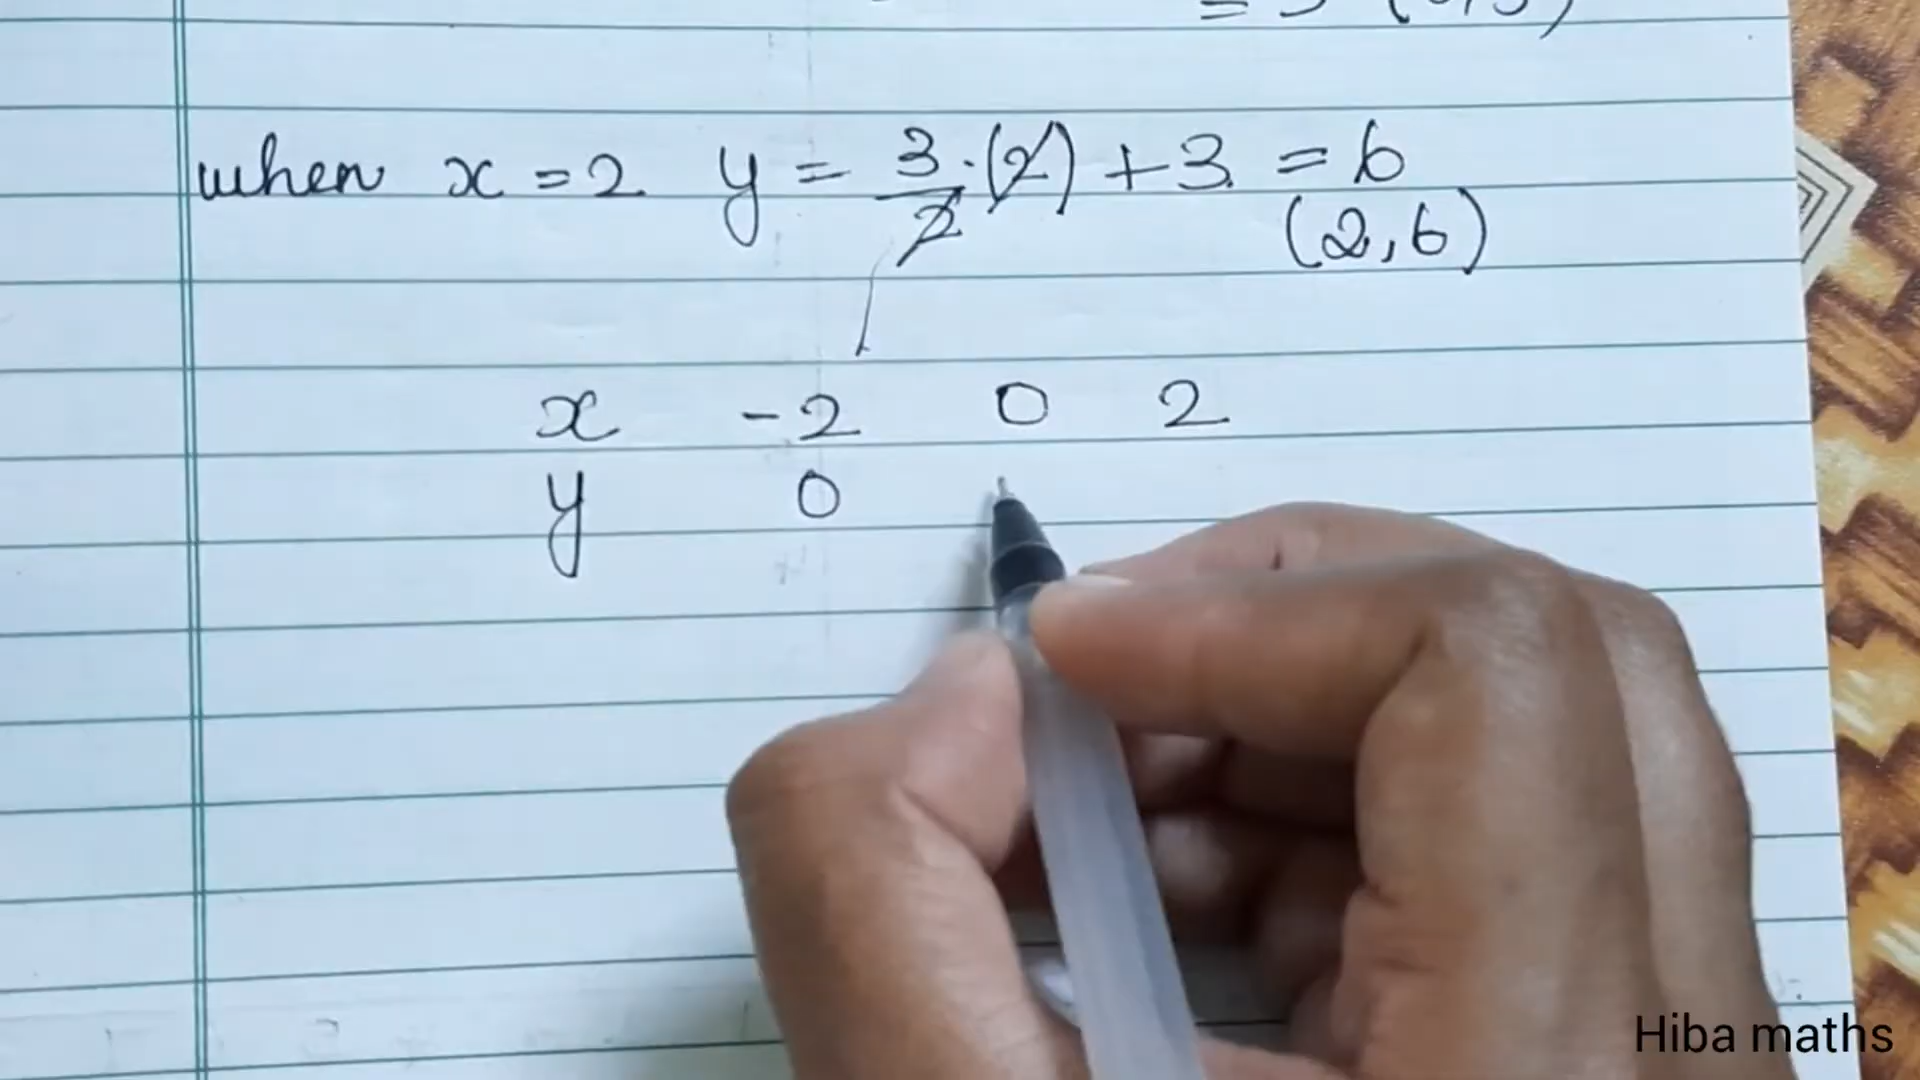 when x = 2 y = 3/2 · (2) + 3 = 6
(2,6)
x -2 0 2
y 0
Hiba maths